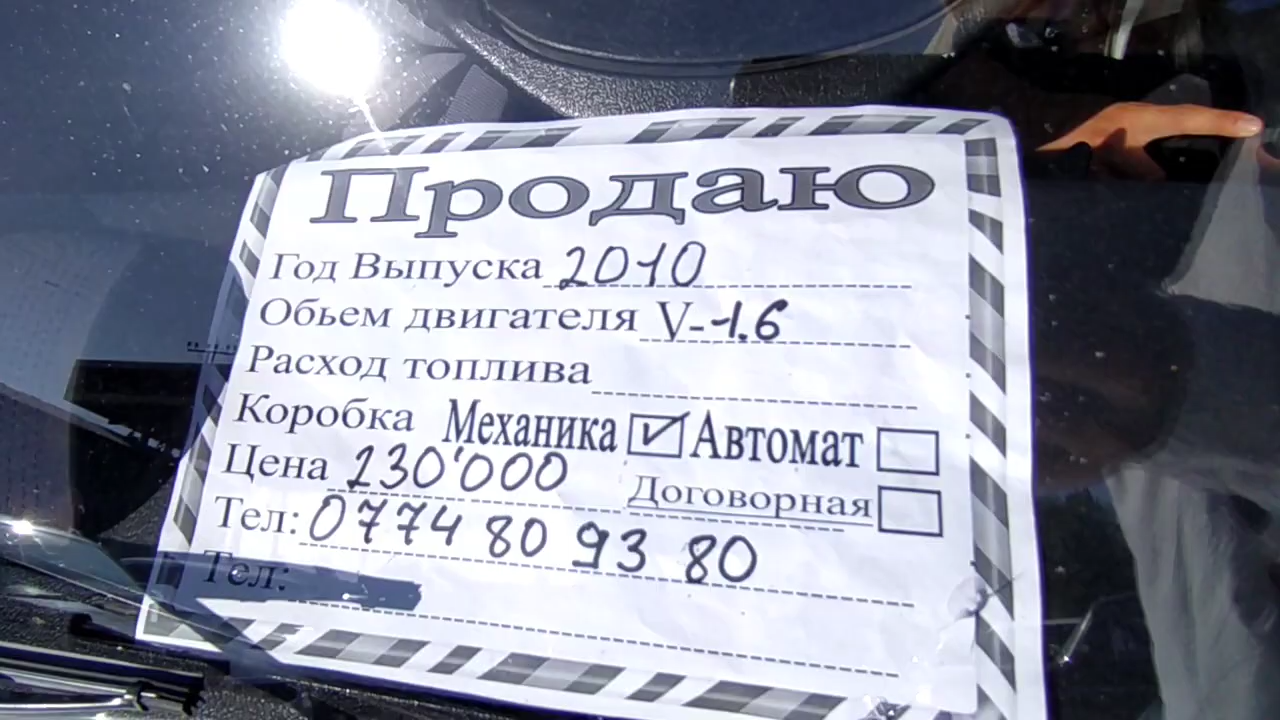 Продаю
Год Выпуска 2010
Обьем двигателя V-1.6
Расход топлива
Коробка Механика Автомат
Цена 230'000 Договорная
Тел: 0774 80 93 80
Тел: